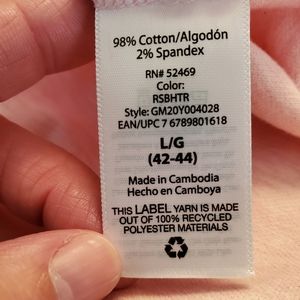 98% Cotton/Algodón
2% Spandex
RN# 52469
Color:
RSBHTR
Style: GM20Y004028
EAN/UPC 7 6789801618
L/G
(42-44)
Made in Cambodia
Hecho en Camboya
THIS LABEL YARN IS MADE
OUT OF 100% RECYCLED
POLYESTER MATERIALS